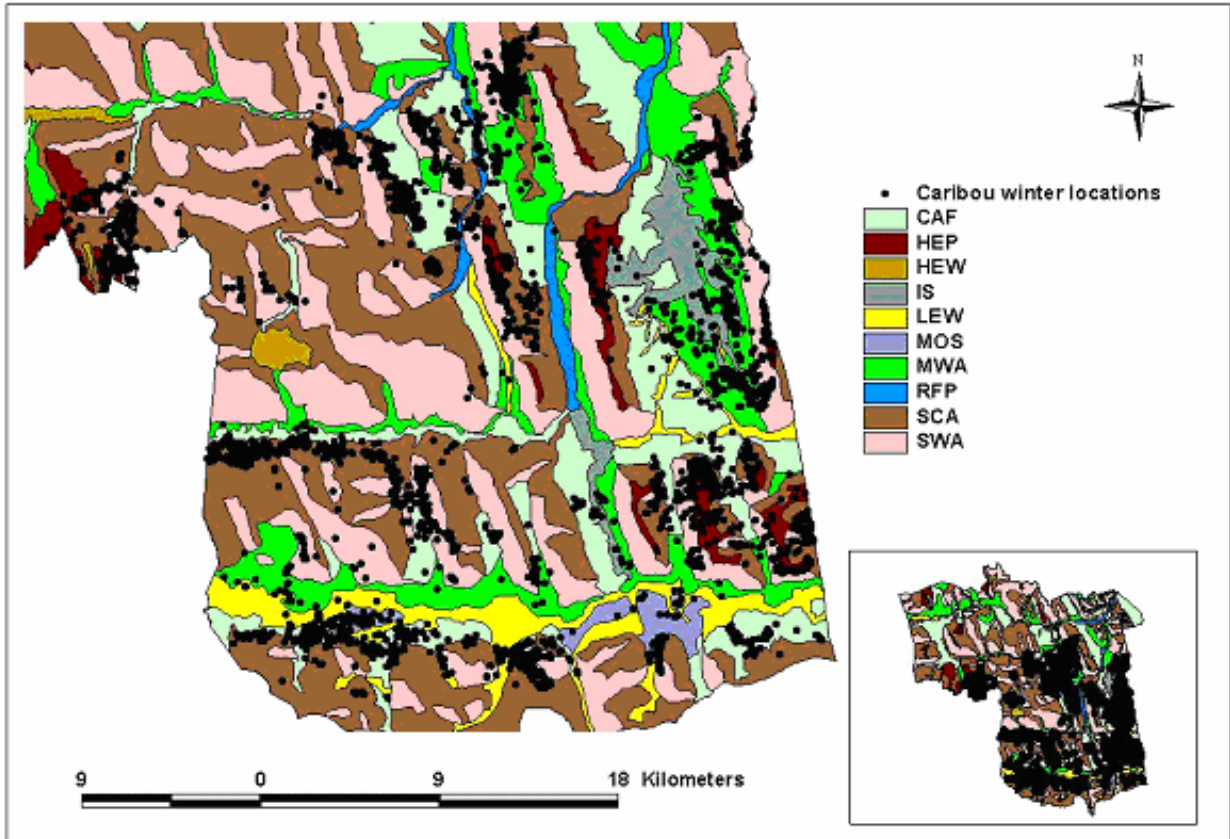 N
Caribou winter locations
CAF
HEP
HEW
IS
LEW
MOS
MWA
RFP
SCA
SWA
9 0 9 18 Kilometers